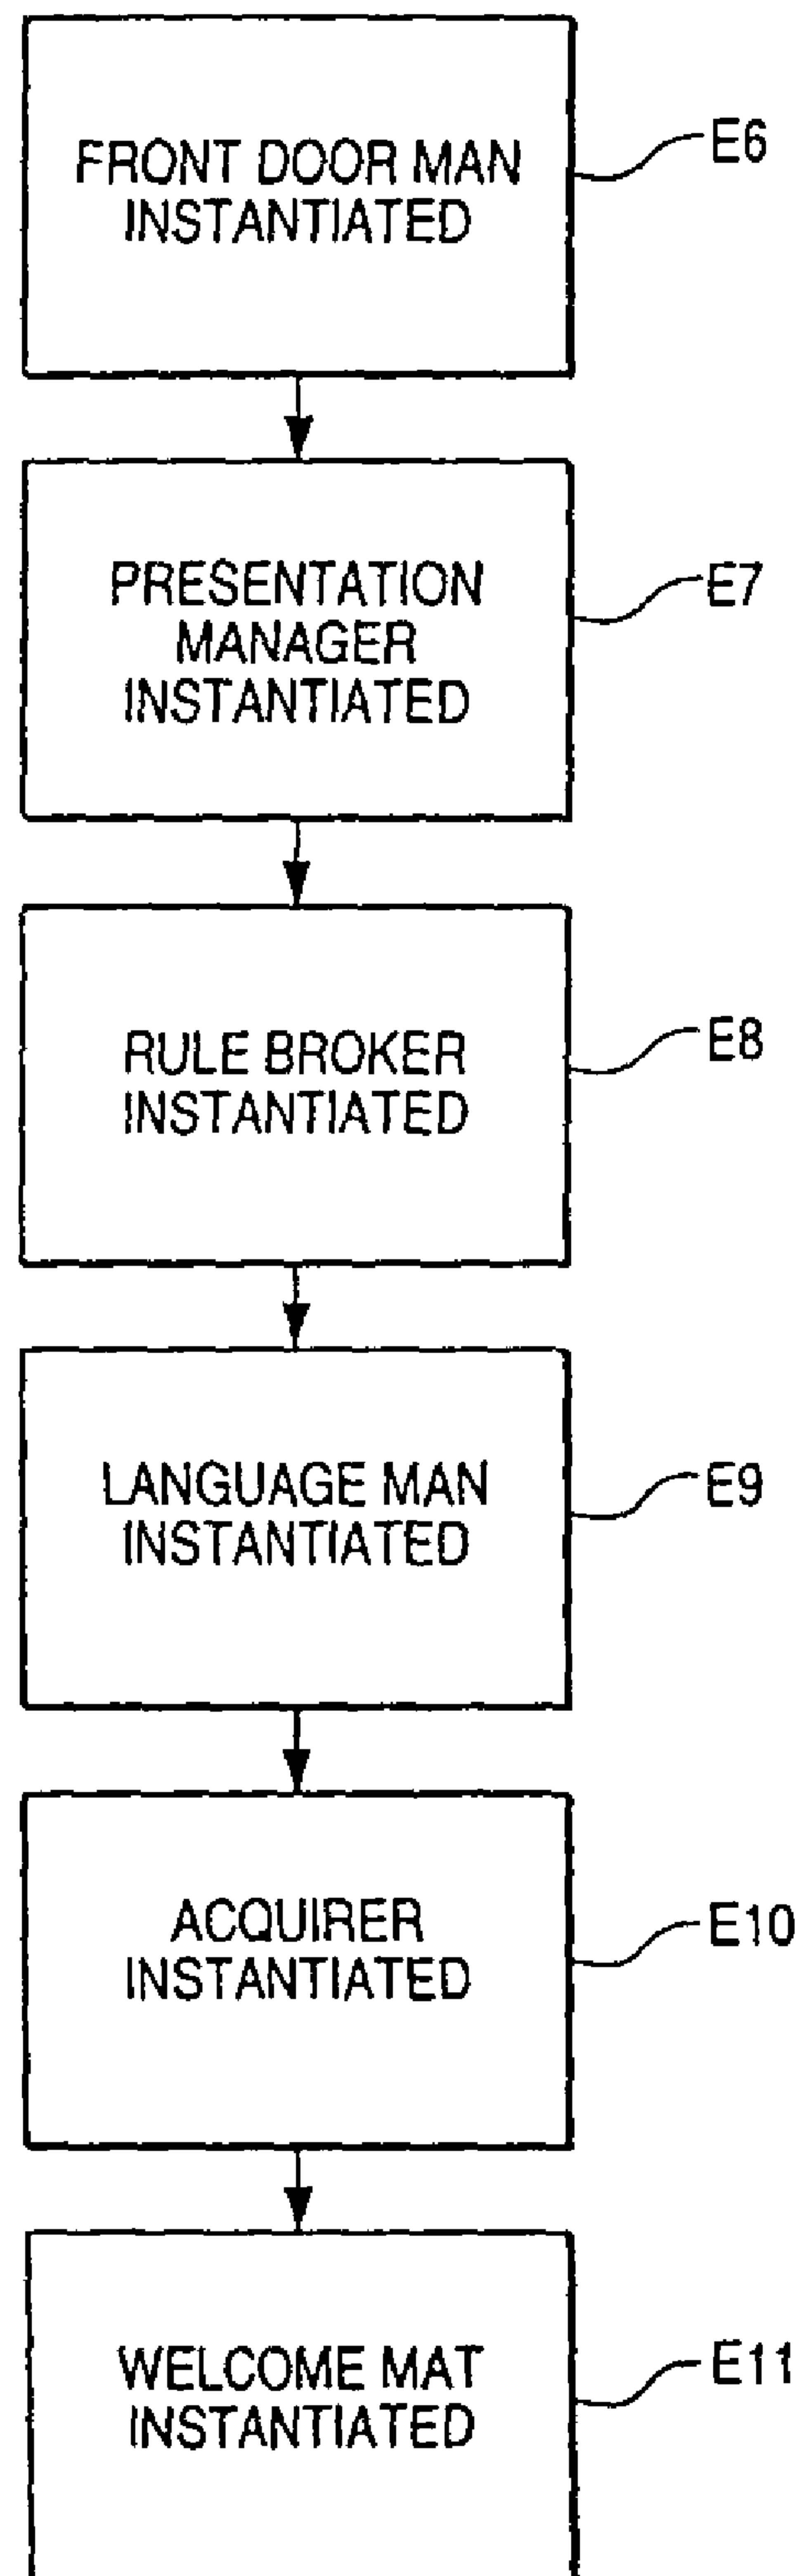 FRONT DOOR MAN
INSTANTIATED
E6
PRESENTATION
MANAGER
INSTANTIATED
E7
RULE BROKER
INSTANTIATED
E8
LANGUAGE MAN
INSTANTIATED
E9
ACQUIRER
INSTANTIATED
E10
WELCOME MAT
INSTANTIATED
E11